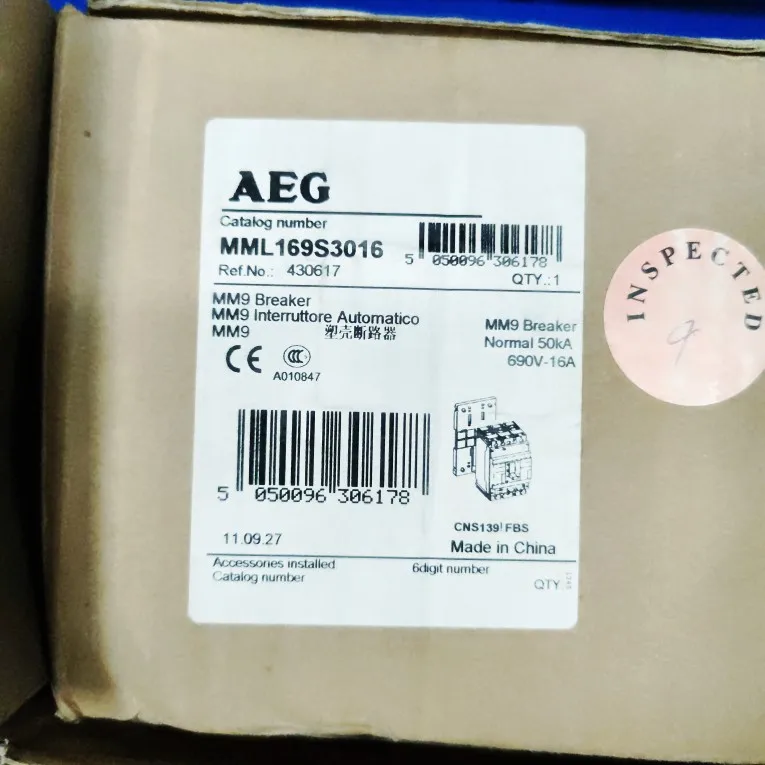 AEG
Catalog number
MML169S3016
Ref.No.: 430617
5 050096 306178
QTY.:1
MM9 Breaker
MM9 Interruttore Automatico
MM9 塑壳断路器
MM9 Breaker
Normal 50kA
690V-16A
CE CCC
A010847
5 050096 306178
CNS139 FBS
11.09.27
Made in China
Accessories installed
Catalog number
6digit number
QTY
INSPECTED
9